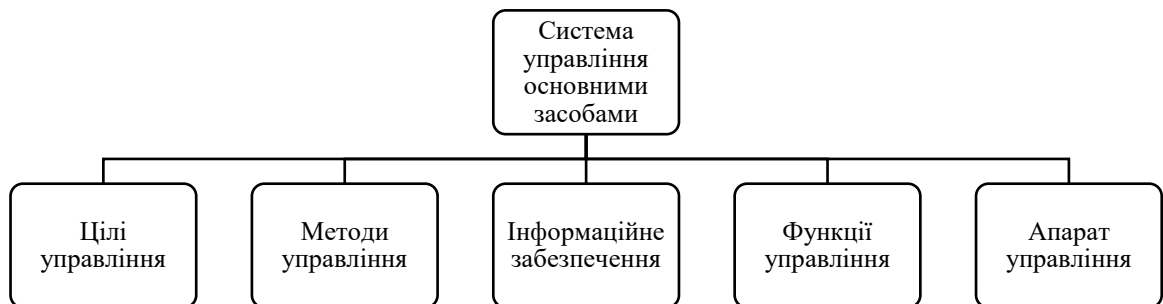 Система
управління
основними
засобами
Цілі
управління
Методи
управління
Інформаційне
забезпечення
Функції
управління
Апарат
управління